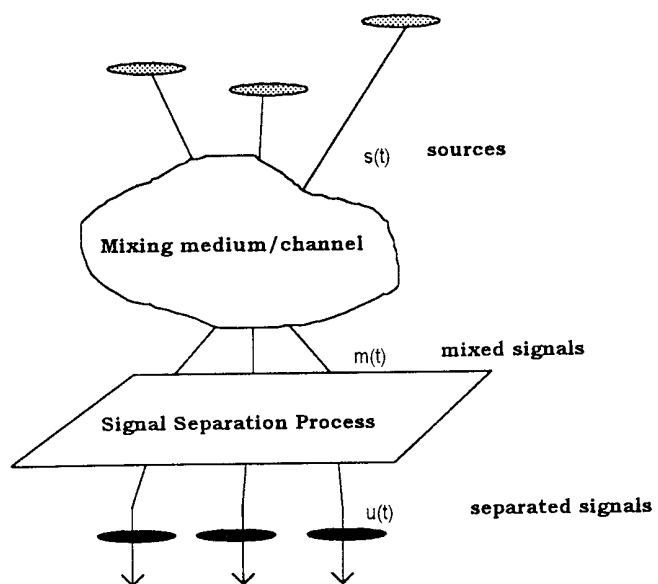 s(t) sources
Mixing medium/channel
m(t) mixed signals
Signal Separation Process
u(t) separated signals